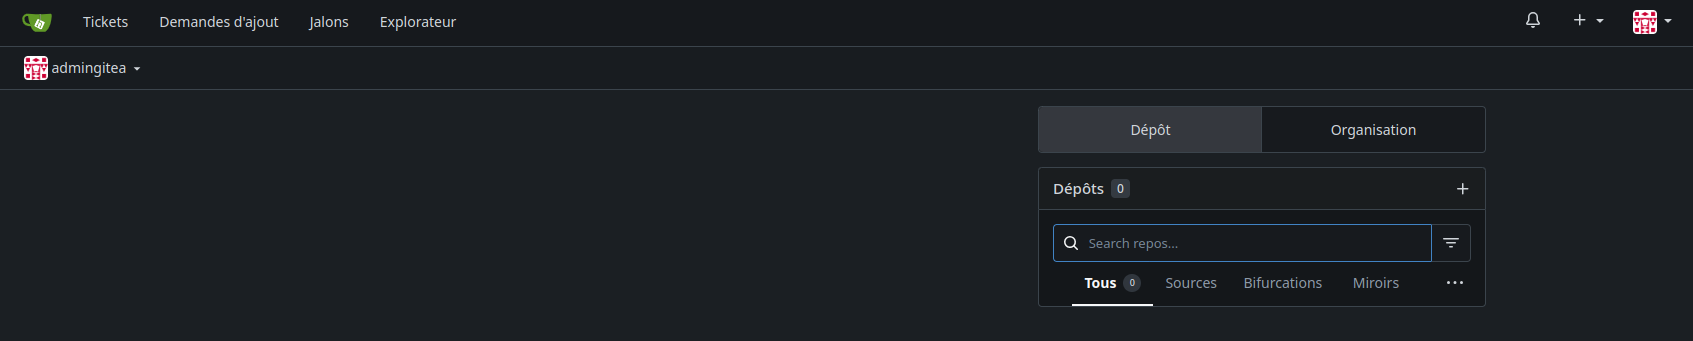 Tickets Demandes d'ajout Jalons Explorateur
admingitea
Dépôt Organisation
Dépôts 0
Search repos...
Tous 0 Sources Bifurcations Miroirs